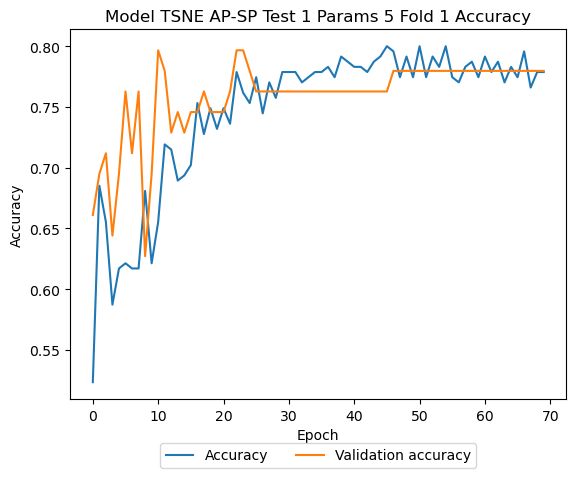 Model TSNE AP-SP Test 1 Params 5 Fold 1 Accuracy
0.80
0.75
0.70
0.65
0.60
0.55
Accuracy
0 10 20 30 40 50 60 70
Epoch
Accuracy Validation accuracy